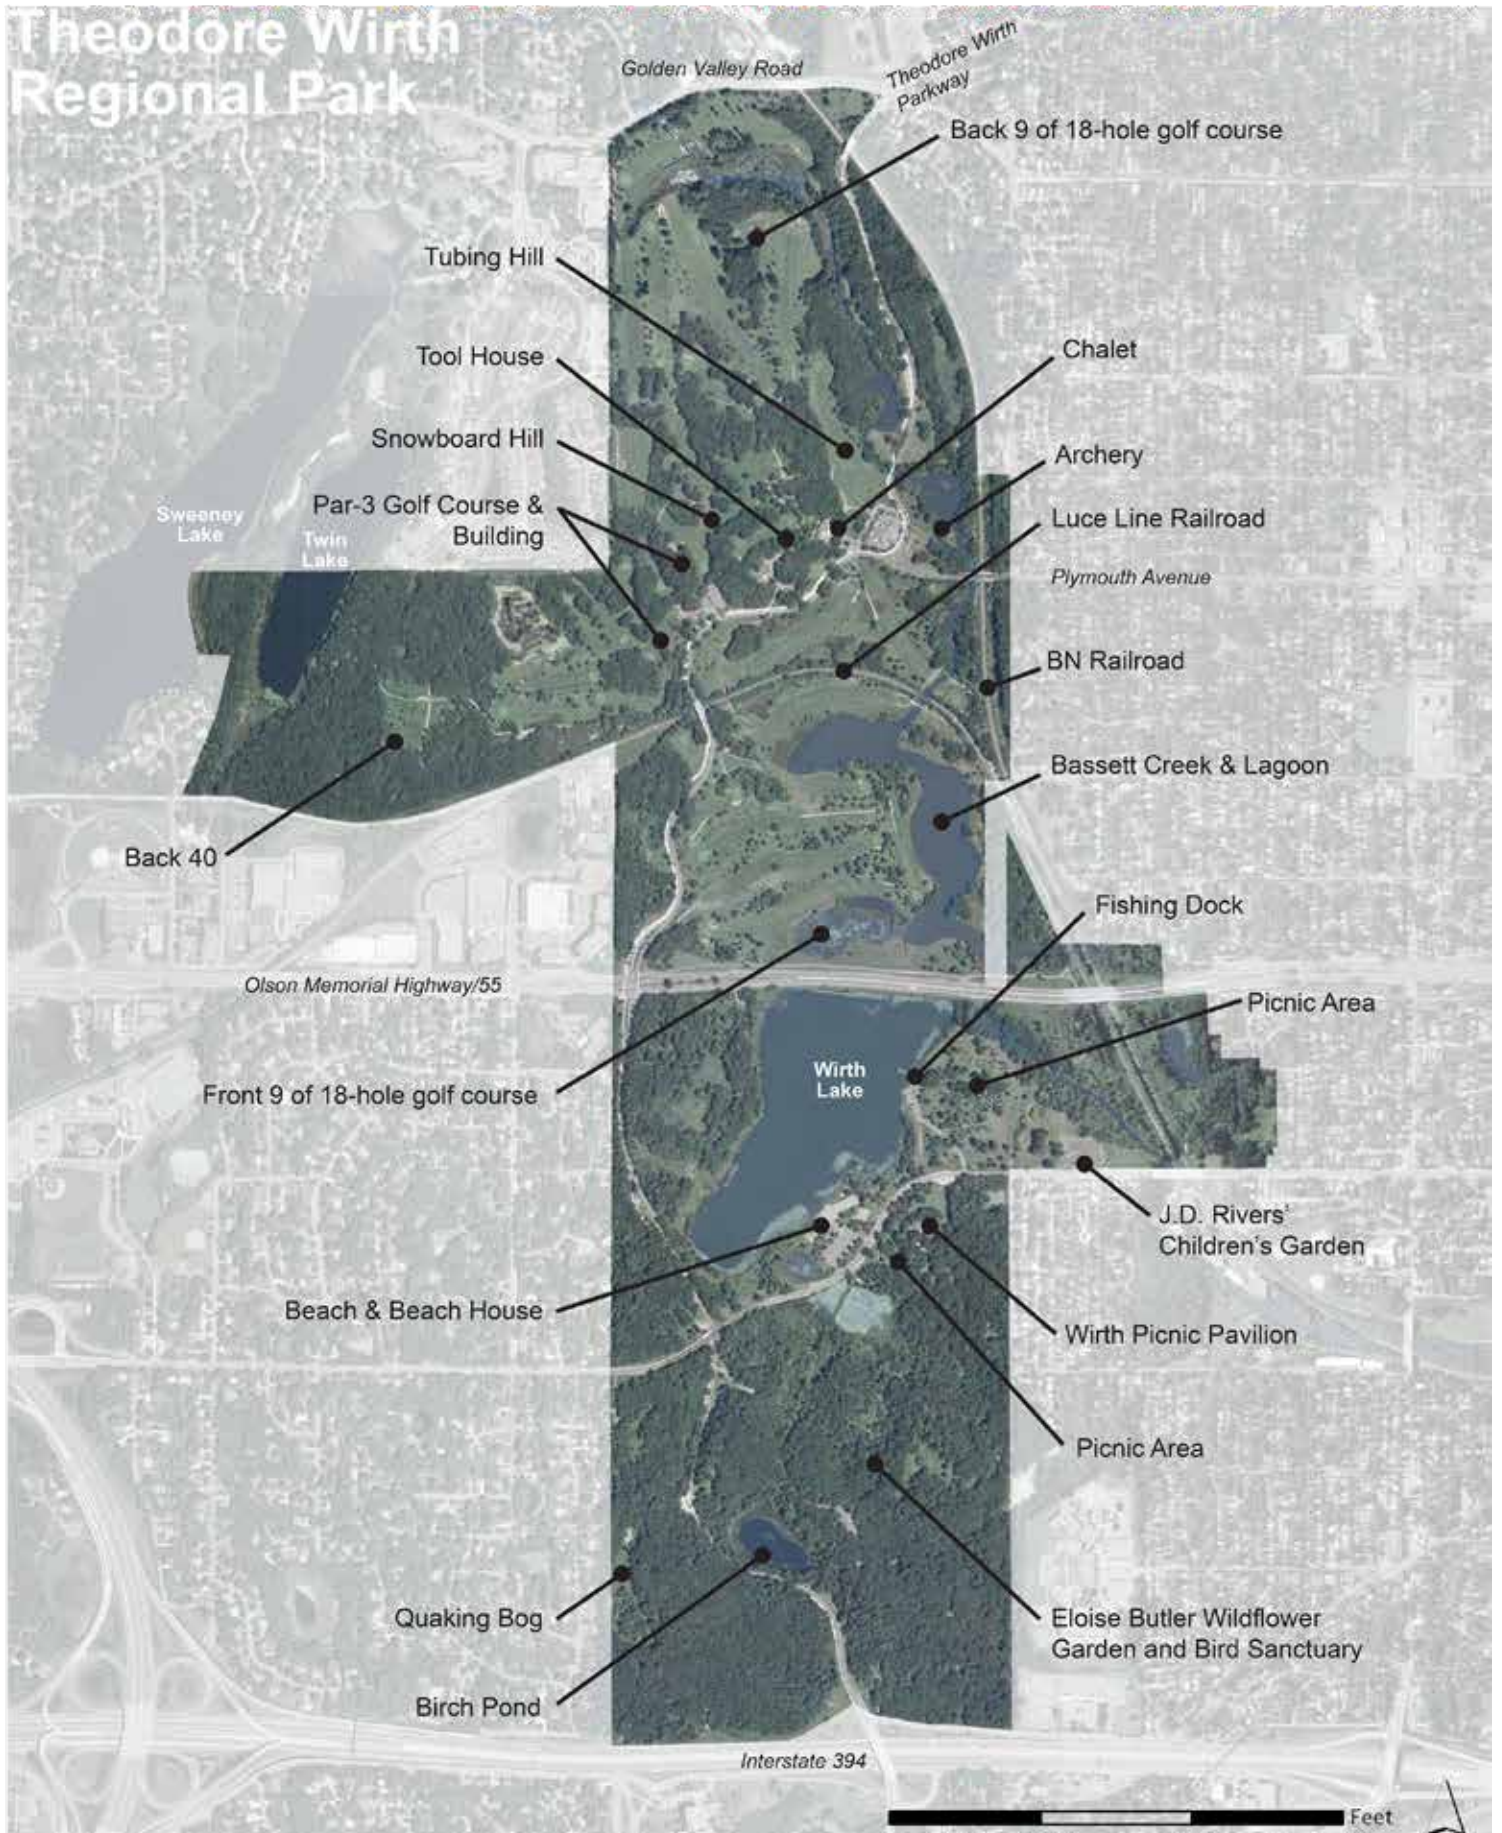 Theodore Wirth
Regional Park
Golden Valley Road
Theodore Wirth
Parkway
Back 9 of 18-hole golf course
Tubing Hill
Tool House
Chalet
Snowboard Hill
Archery
Par-3 Golf Course &
Building
Luce Line Railroad
Sweeney
Lake
Twin
Lake
Plymouth Avenue
BN Railroad
Bassett Creek & Lagoon
Back 40
Fishing Dock
Olson Memorial Highway/55
Picnic Area
Wirth
Lake
Front 9 of 18-hole golf course
J.D. Rivers'
Children's Garden
Beach & Beach House
Wirth Picnic Pavilion
Picnic Area
Quaking Bog
Eloise Butler Wildflower
Garden and Bird Sanctuary
Birch Pond
Interstate 394
Feet